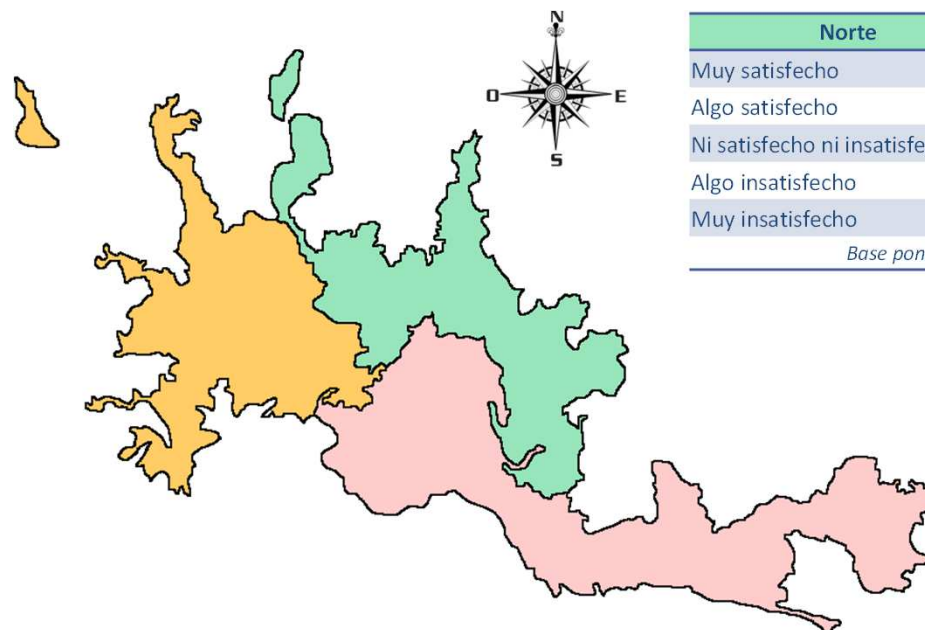 N
O E
S
Norte
Muy satisfecho
Algo satisfecho
Ni satisfecho ni insatisfe
Algo insatisfecho
Muy insatisfecho
Base pon